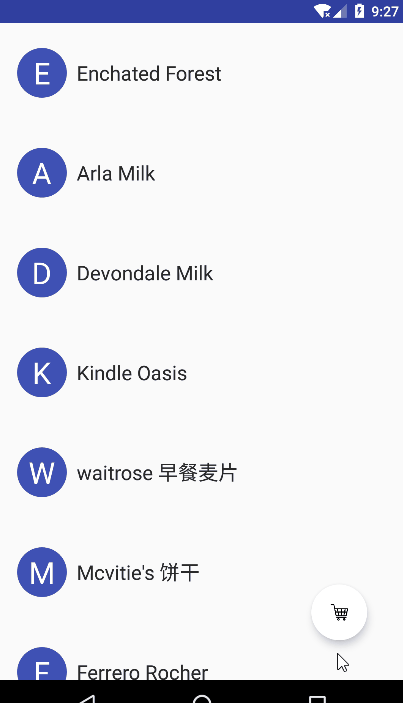 9:27
E Enchated Forest
A Arla Milk
D Devondale Milk
K Kindle Oasis
W waitrose 早餐麦片
M Mcvitie's 饼干
F Ferrero Rocher